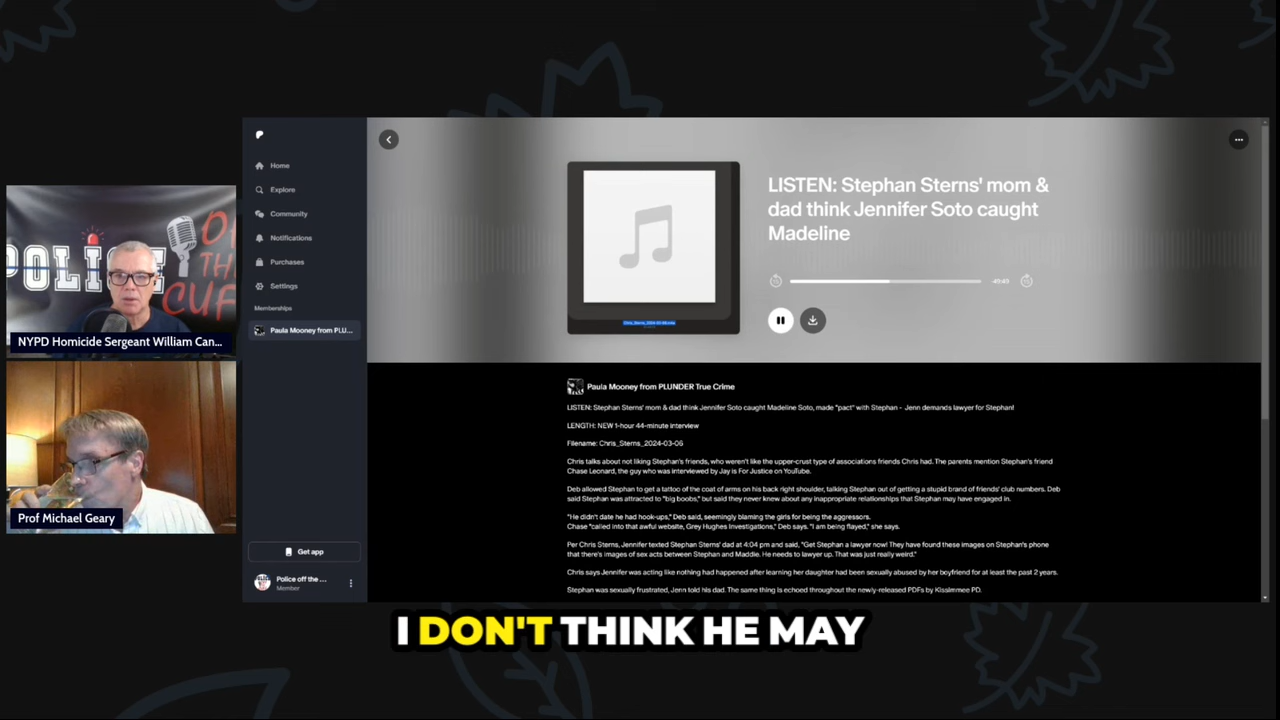 Home
Explore
Community
Notifications
Purchases
Settings
Memberships
Paula Mooney from PLU...
Get app
Police off the ...
Member
LISTEN: Stephan Sterns' mom &
dad think Jennifer Soto caught
Madeline
Chris_Sterns_2024-03-06
Paula Mooney from PLUNDER True Crime
LISTEN: Stephan Sterns' mom & dad think Jennifer Soto caught Madeline Soto, made "pact" with Stephan - Jenn demands lawyer for Stephan!
LENGTH: NEW 1-hour 44-minute interview
Filename: Chris_Sterns_2024-03-06
Chris talks about not liking Stephan's friends, who weren't like the upper-crust type of associations friends Chris had. The parents mention Stephan's friend
Chase Leonard, the guy who was interviewed by Jay is For Justice on YouTube.
Deb allowed Stephan to get a tattoo of the coat of arms on his back right shoulder, talking Stephan out of getting a stupid brand of friends' club numbers. Deb
said Stephan was attracted to "big boobs," but said they never knew about any inappropriate relationships that Stephan may have engaged in.
"He didn't date he had hook-ups," Deb said, seemingly blaming the girls for being the aggressors.
Chase "called into that awful website, Grey Hughes Investigations," Deb says. "I am being flayed," she says.
Per Chris Sterns, Jennifer texted Stephan Sterns' dad at 4:04 pm and said, "Get Stephan a lawyer now! They have found these images on Stephan's phone
that there's images of sex acts between Stephan and Maddie. He needs to lawyer up. That was just really weird."
Chris says Jennifer was acting like nothing had happened after learning her daughter had been sexually abused by her boyfriend for at least the past 2 years.
Stephan was sexually frustrated, Jenn told his dad. The same thing is echoed throughout the newly-released PDFs by Kissimmee PD.
POLICE
OFF
THE
CUFF
NYPD Homicide Sergeant William Can...
Prof Michael Geary
I DON'T THINK HE MAY